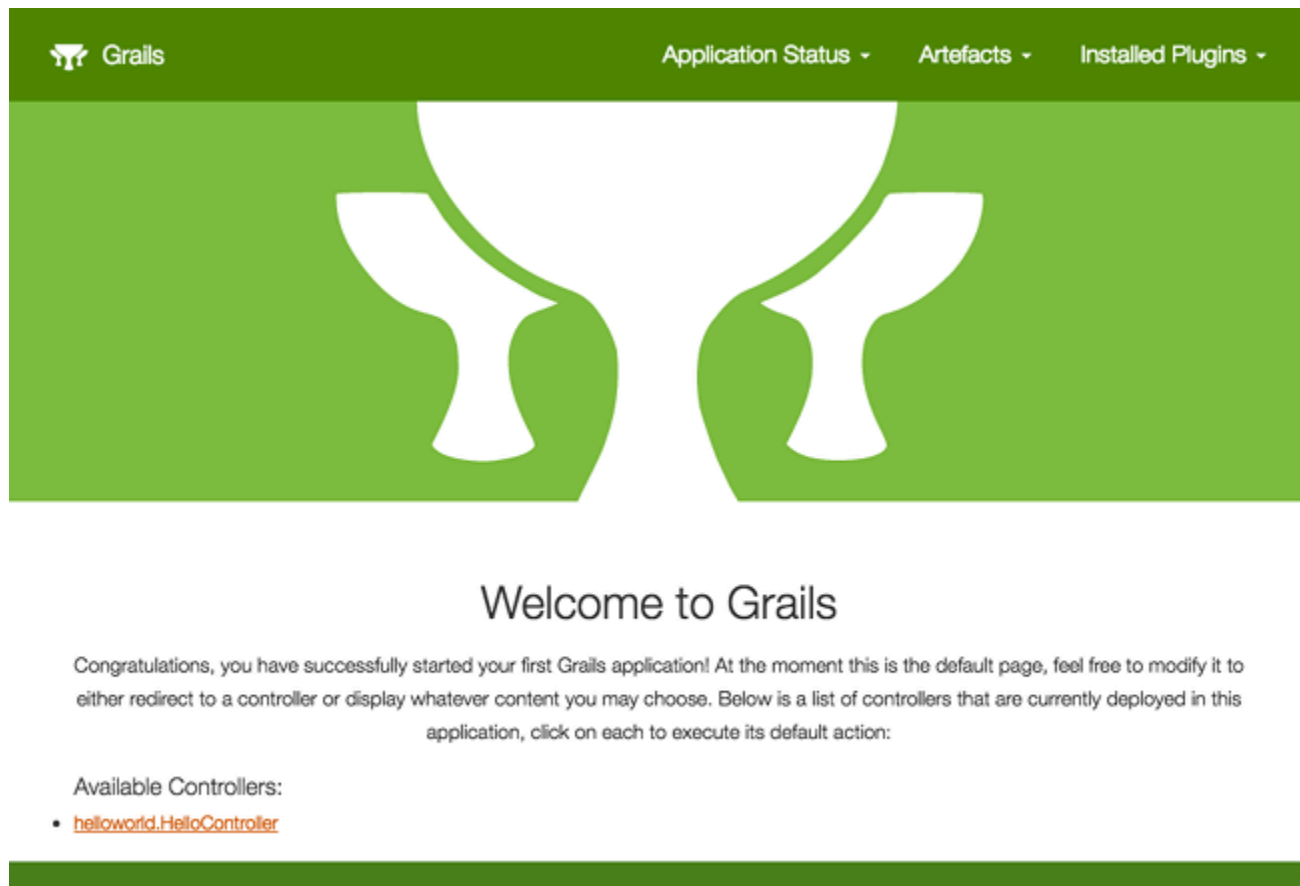 Grails
Application Status
Artefacts
Installed Plugins
Welcome to Grails
Congratulations, you have successfully started your first Grails application! At the moment this is the default page, feel free to modify it to
either redirect to a controller or display whatever content you may choose. Below is a list of controllers that are currently deployed in this
application, click on each to execute its default action:
Available Controllers:
helloworld.HelloController